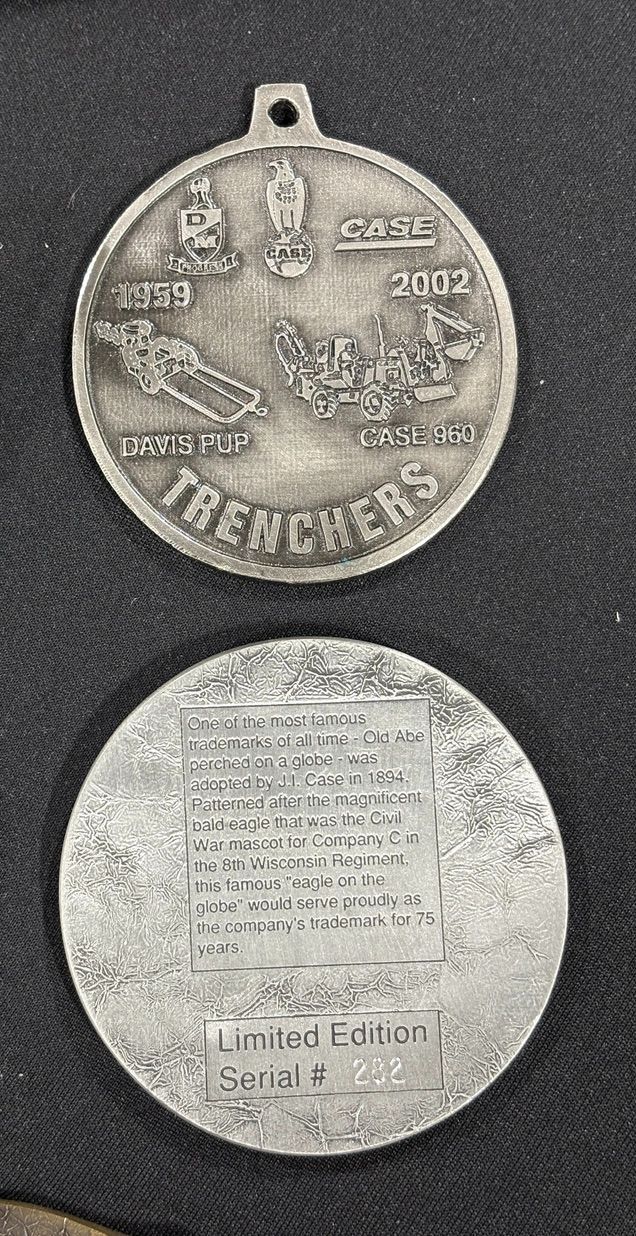 D
M
PROGRESS
CASE
CASE
1959
2002
DAVIS PUP
CASE 960
TRENCHERS
One of the most famous
trademarks of all time - Old Abe
perched on a globe - was
adopted by J.I. Case in 1894.
Patterned after the magnificent
bald eagle that was the Civil
War mascot for Company C in
the 8th Wisconsin Regiment,
this famous "eagle on the
globe" would serve proudly as
the company's trademark for 75
years.
Limited Edition
Serial # 282